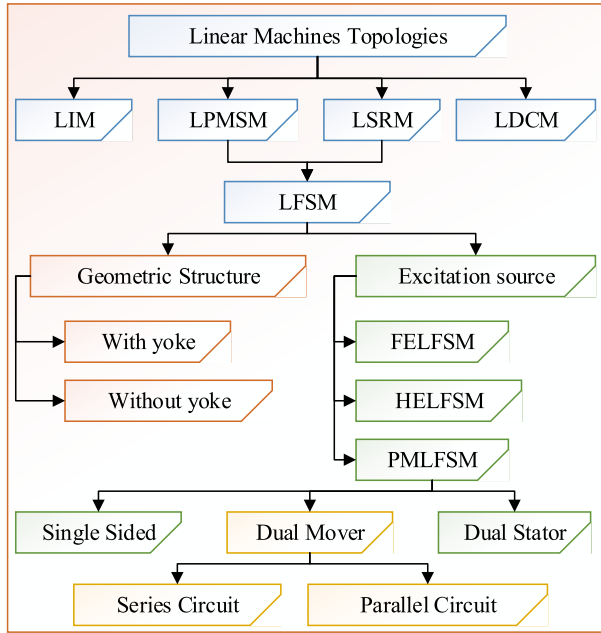 Linear Machines Topologies
LIM
LPMSM
LSRM
LDCM
LFSM
Geometric Structure
Excitation source
With yoke
FELFSM
Without yoke
HELFSM
PMLFSM
Single Sided
Dual Mover
Dual Stator
Series Circuit
Parallel Circuit